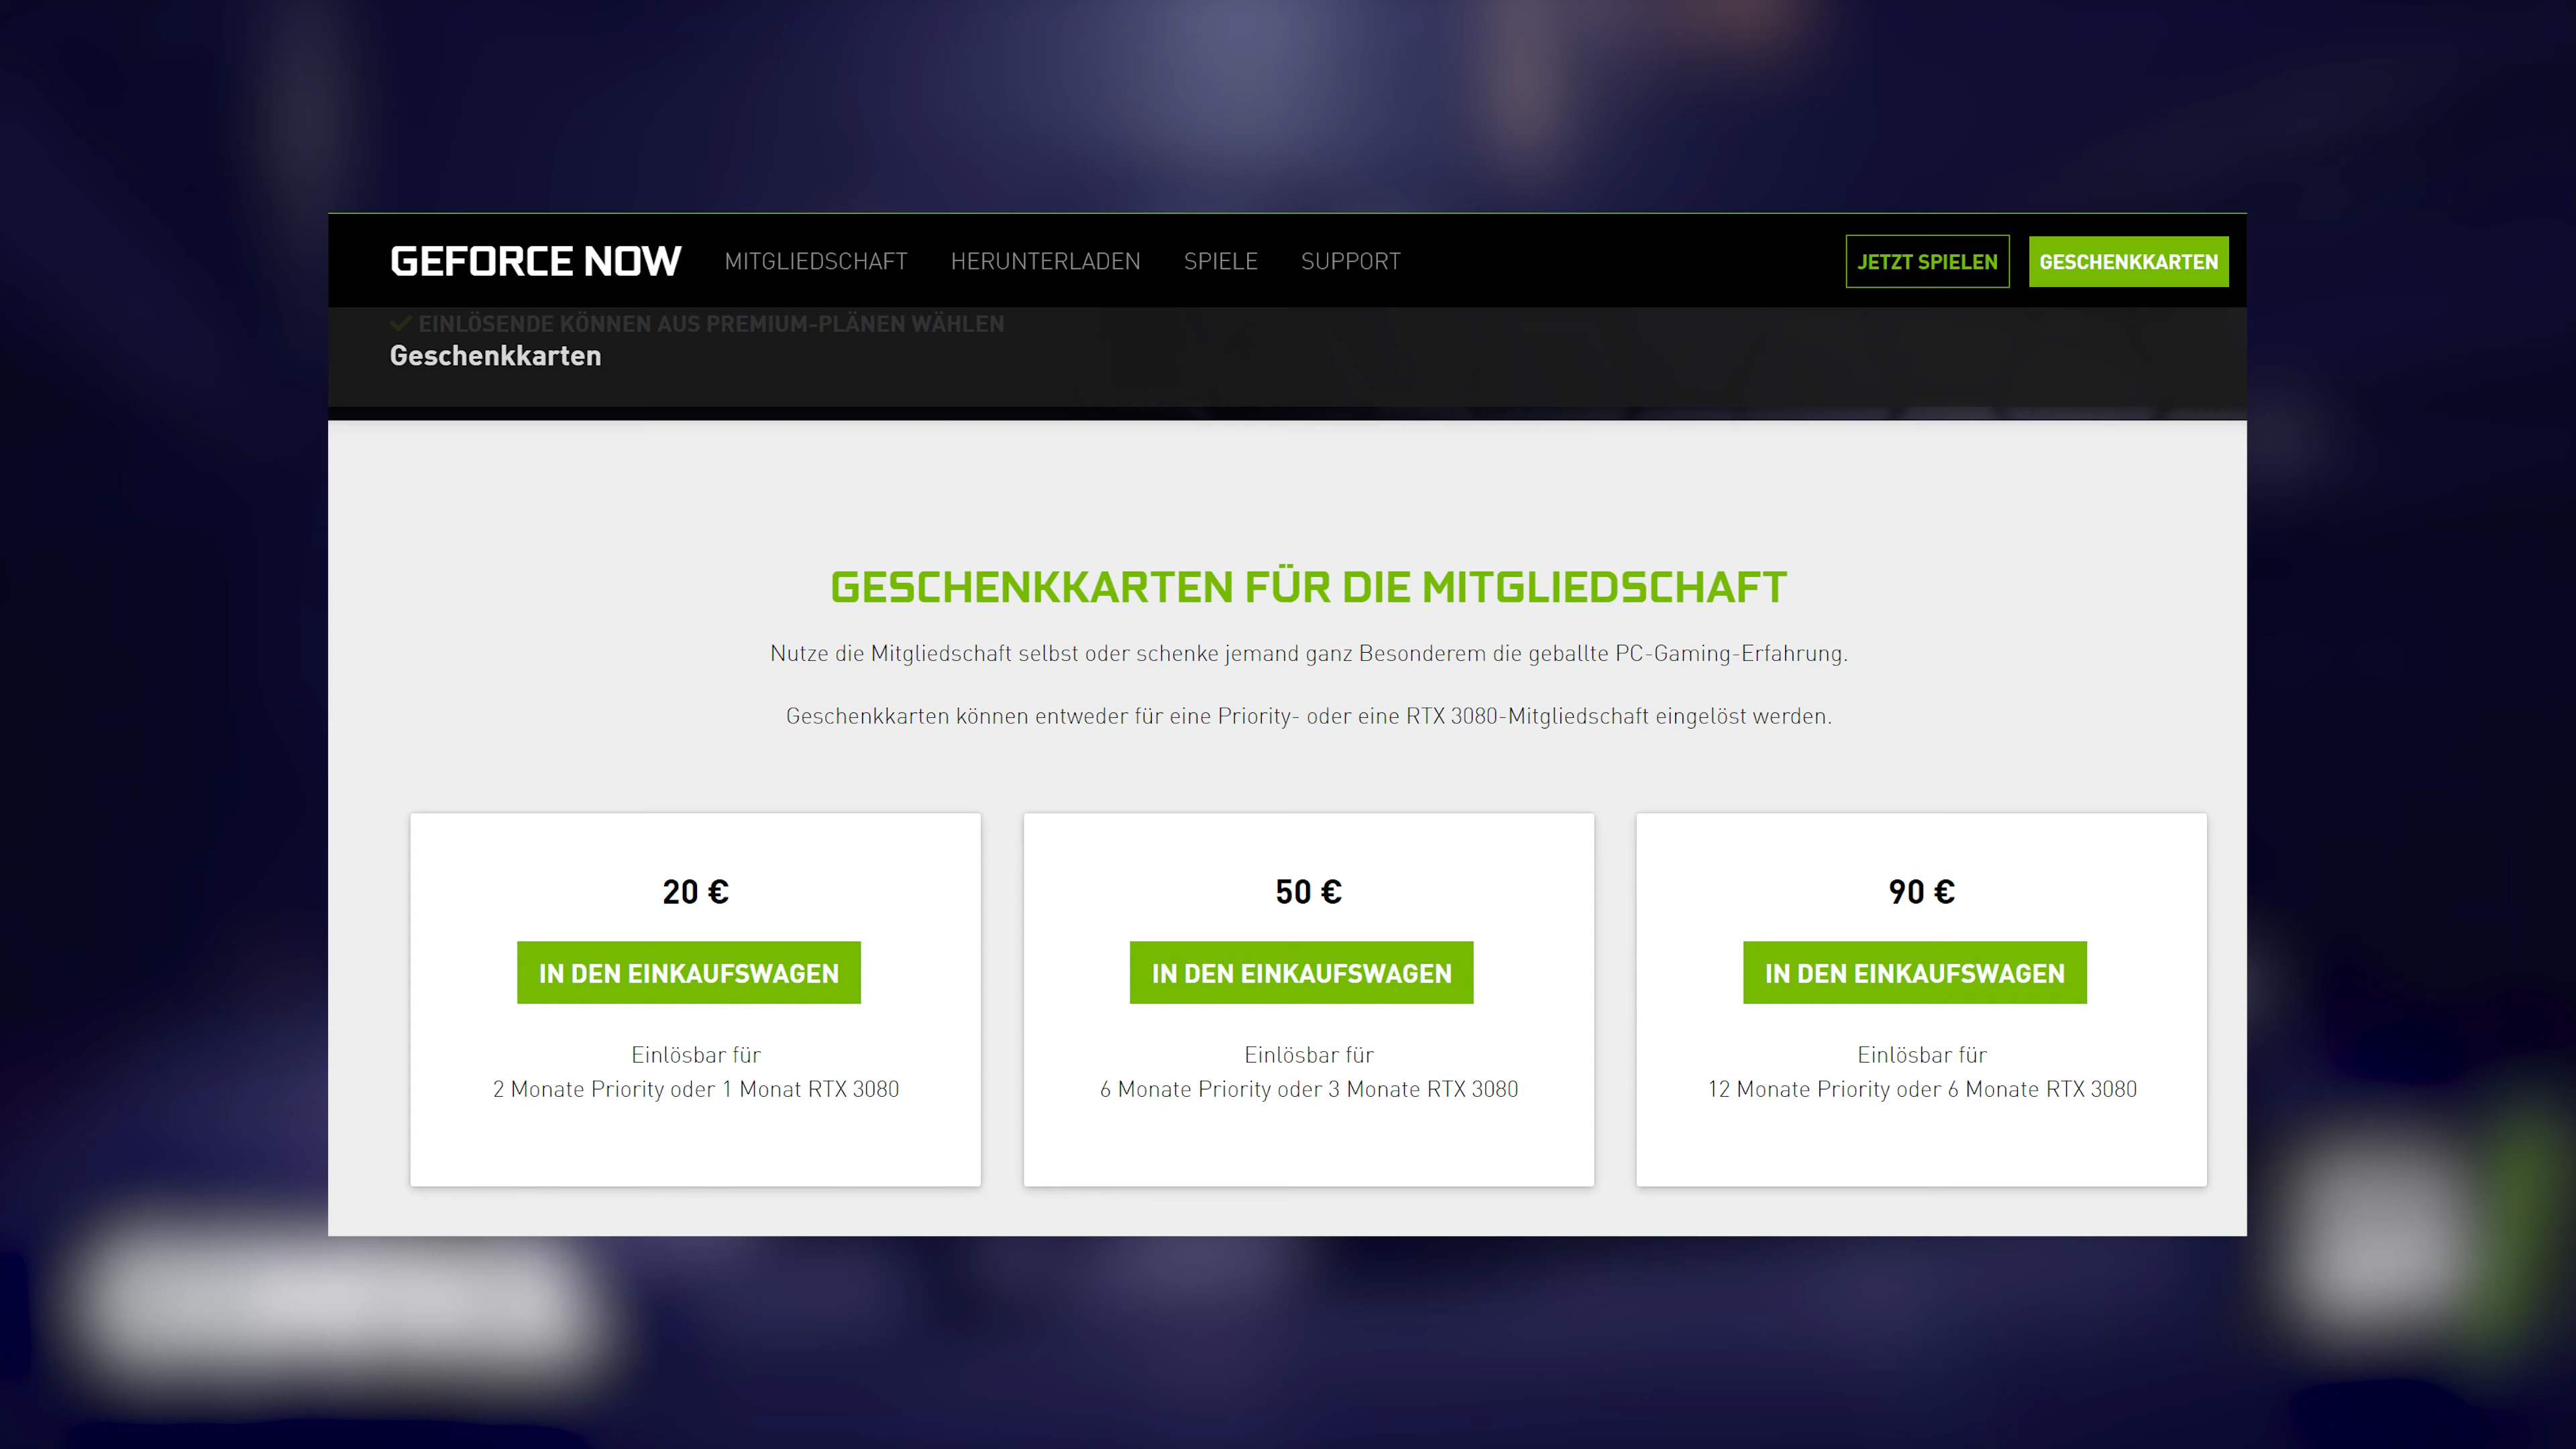 GEFORCE NOW MITGLIEDSCHAFT HERUNTERLADEN SPIELE SUPPORT JETZT SPIELEN GESCHENKKARTEN
EINLÖSENDE KÖNNEN AUS PREMIUM-PLÄNEN WÄHLEN
Geschenkkarten
GESCHENKKARTEN FÜR DIE MITGLIEDSCHAFT
Nutze die Mitgliedschaft selbst oder schenke jemand ganz Besonderem die geballte PC-Gaming-Erfahrung.
Geschenkkarten können entweder für eine Priority- oder eine RTX 3080-Mitgliedschaft eingelöst werden.
20 €
IN DEN EINKAUFSWAGEN
Einlösbar für
2 Monate Priority oder 1 Monat RTX 3080
50 €
IN DEN EINKAUFSWAGEN
Einlösbar für
6 Monate Priority oder 3 Monate RTX 3080
90 €
IN DEN EINKAUFSWAGEN
Einlösbar für
12 Monate Priority oder 6 Monate RTX 3080